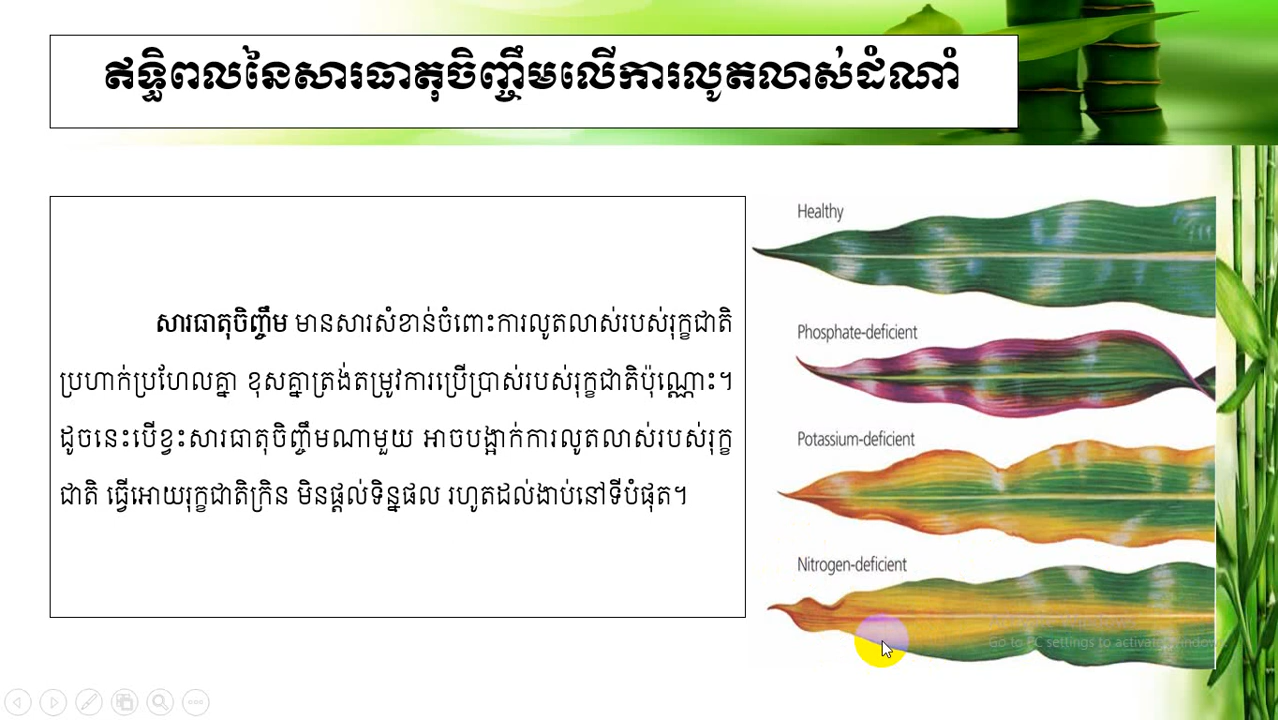 ឥទ្ធិពលនៃសារធាតុចិញ្ចឹមលើការលូតលាស់ដំណាំ
សារធាតុចិញ្ចឹម មានសារសំខាន់ចំពោះការលូតលាស់របស់រុក្ខជាតិ
ប្រហាក់ប្រហែលគ្នា ខុសគ្នាត្រង់តម្រូវការប្រើប្រាស់របស់រុក្ខជាតិប៉ុណ្ណោះ។
ដូចនេះបើខ្វះសារធាតុចិញ្ចឹមណាមួយ អាចបង្អាក់ការលូតលាស់របស់រុក្ខ
ជាតិ ធ្វើអោយរុក្ខជាតិក្រិន មិនផ្តល់ទិន្នផល រហូតដល់ងាប់នៅទីបំផុត។
Healthy
Phosphate-deficient
Potassium-deficient
Nitrogen-deficient
Go to PC settings to activate Windows.